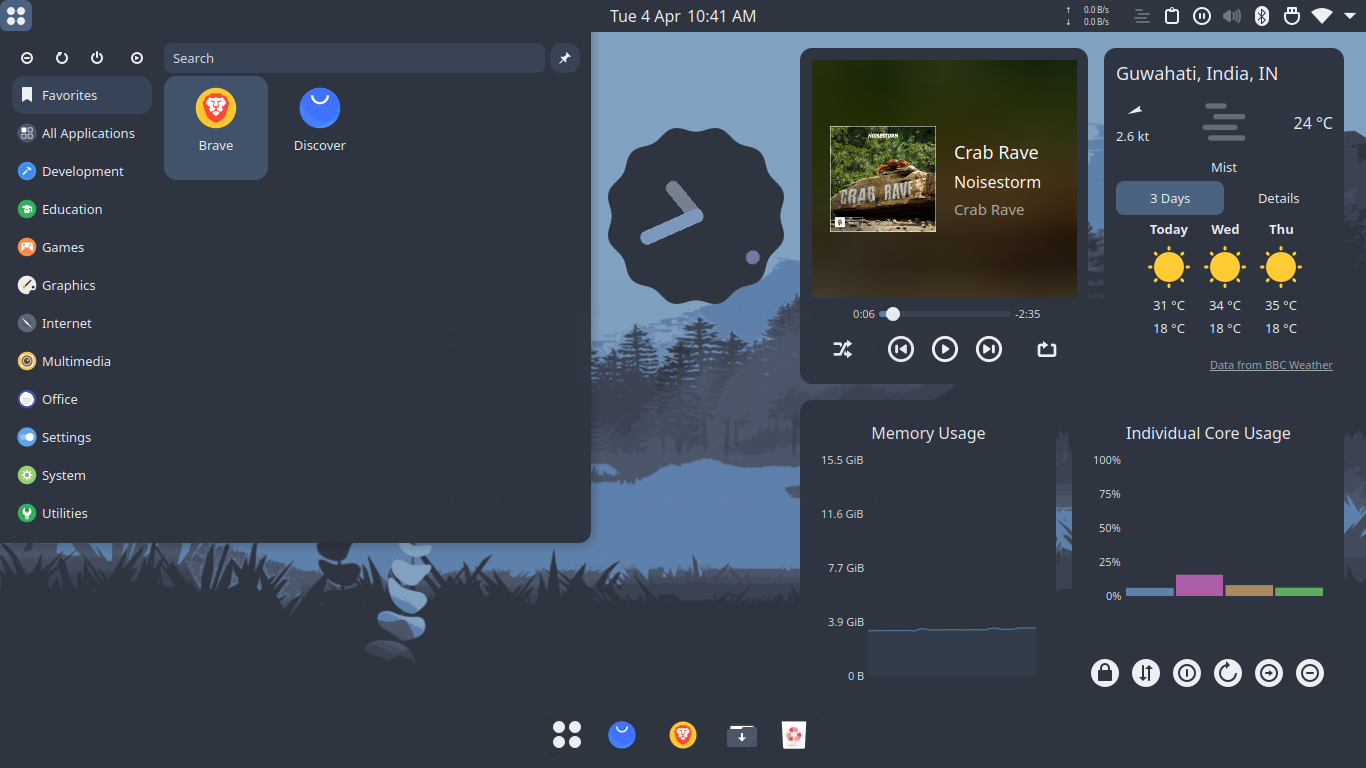 Tue 4 Apr 10:41 AM
↑ 0.0 B/s
↓ 0.0 B/s
Search
Favorites
All Applications
Development
Education
Games
Graphics
Internet
Multimedia
Office
Settings
System
Utilities
Brave
Discover
NOISESTORM
CRAB RAVE
Crab Rave
Noisestorm
Crab Rave
0:06
-2:35
Guwahati, India, IN
2.6 kt
24 °C
Mist
3 Days Details
Today Wed Thu
31 °C 34 °C 35 °C
18 °C 18 °C 18 °C
Data from BBC Weather
Memory Usage
15.5 GiB
11.6 GiB
7.7 GiB
3.9 GiB
0 B
Individual Core Usage
100%
75%
50%
25%
0%